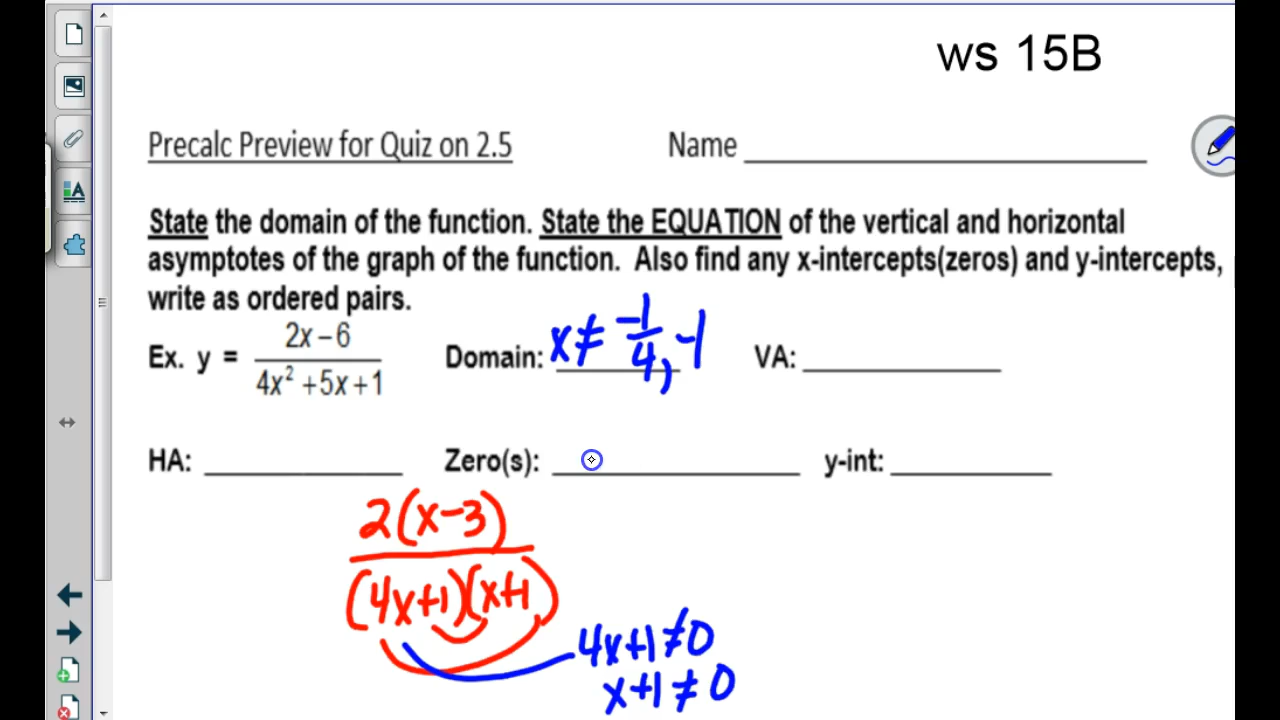 ws 15B
Precalc Preview for Quiz on 2.5 Name
State the domain of the function. State the EQUATION of the vertical and horizontal
asymptotes of the graph of the function. Also find any x-intercepts(zeros) and y-intercepts,
write as ordered pairs.
Ex. y = (2x – 6)/(4x² + 5x + 1) Domain: x ≠ -1/4, -1 VA:
HA: Zero(s): y-int:
2(x-3)
(4x+1)(x+1)
4x+1≠0
x+1≠0